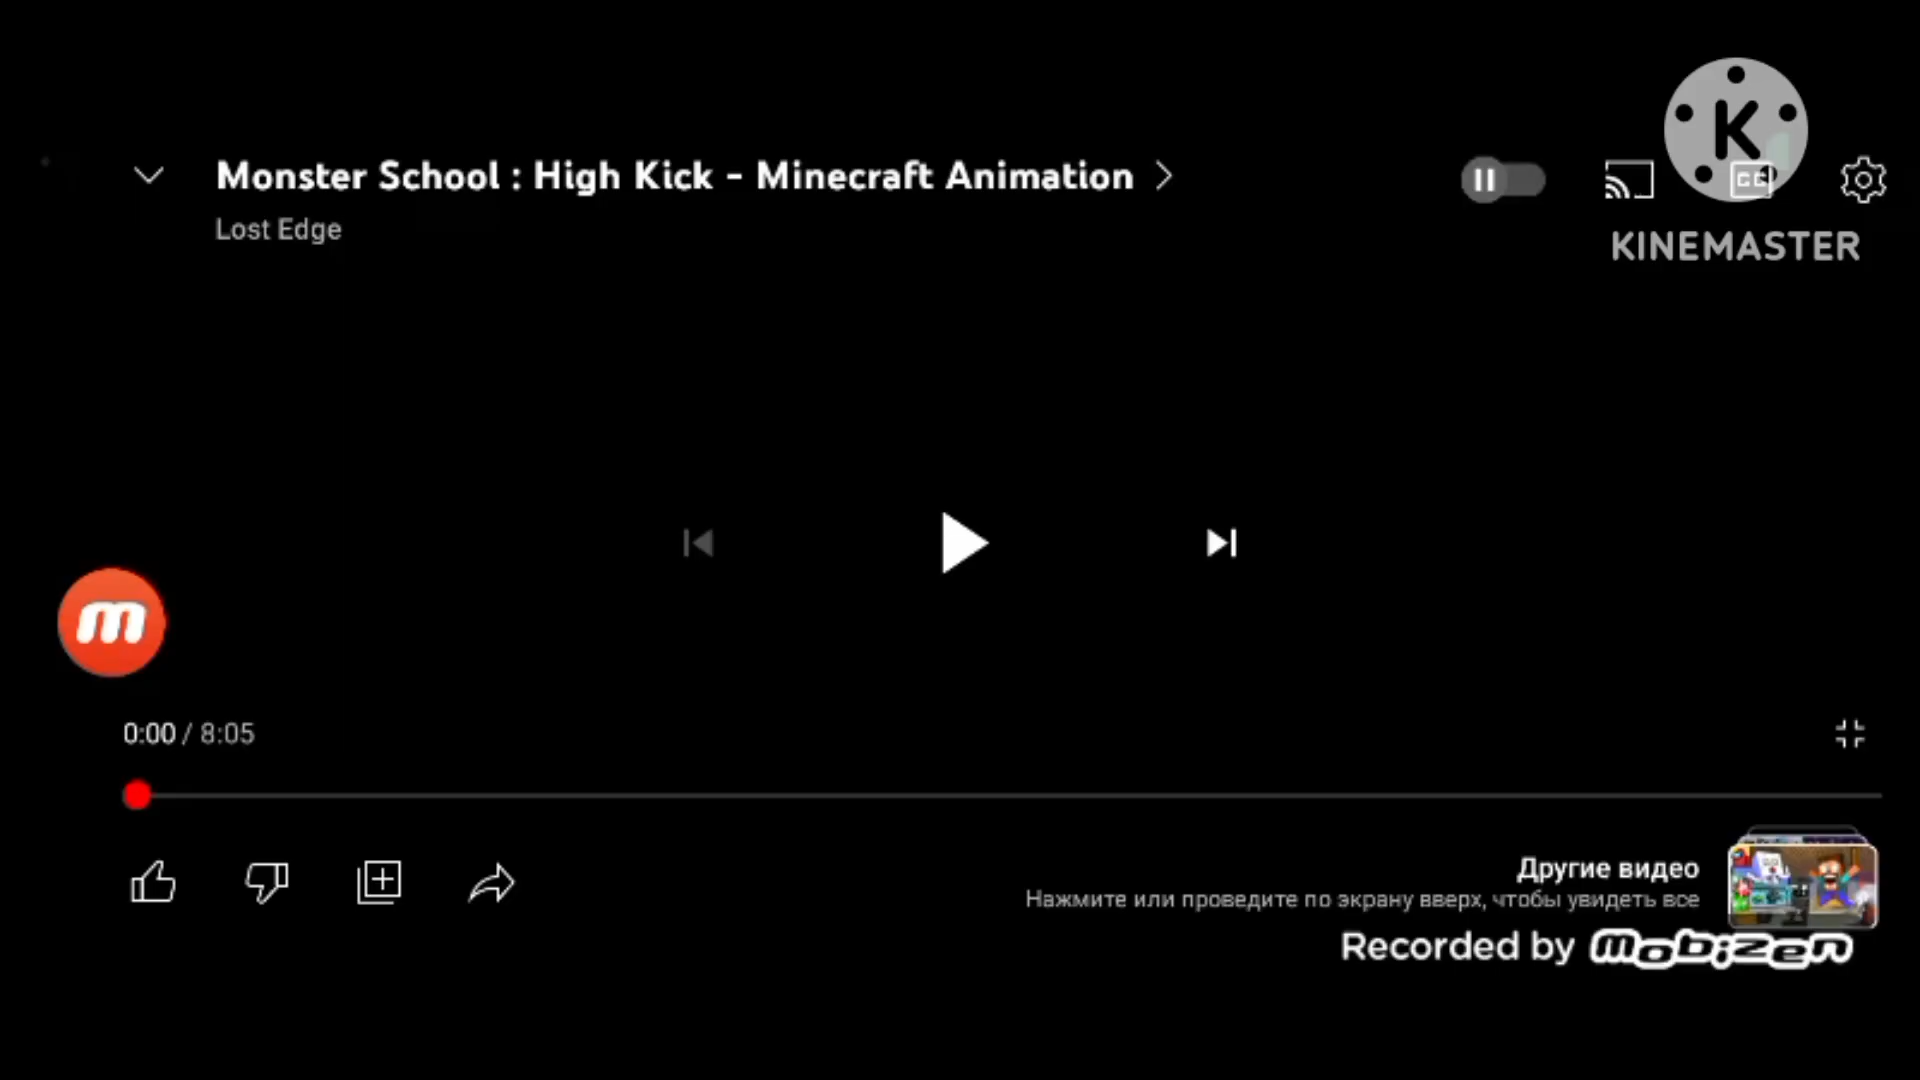 Monster School : High Kick - Minecraft Animation
Lost Edge
K
CC
KINEMASTER
m
0:00 / 8:05
Другие видео
Нажмите или проведите по экрану вверх, чтобы увидеть все
Recorded by mobizen